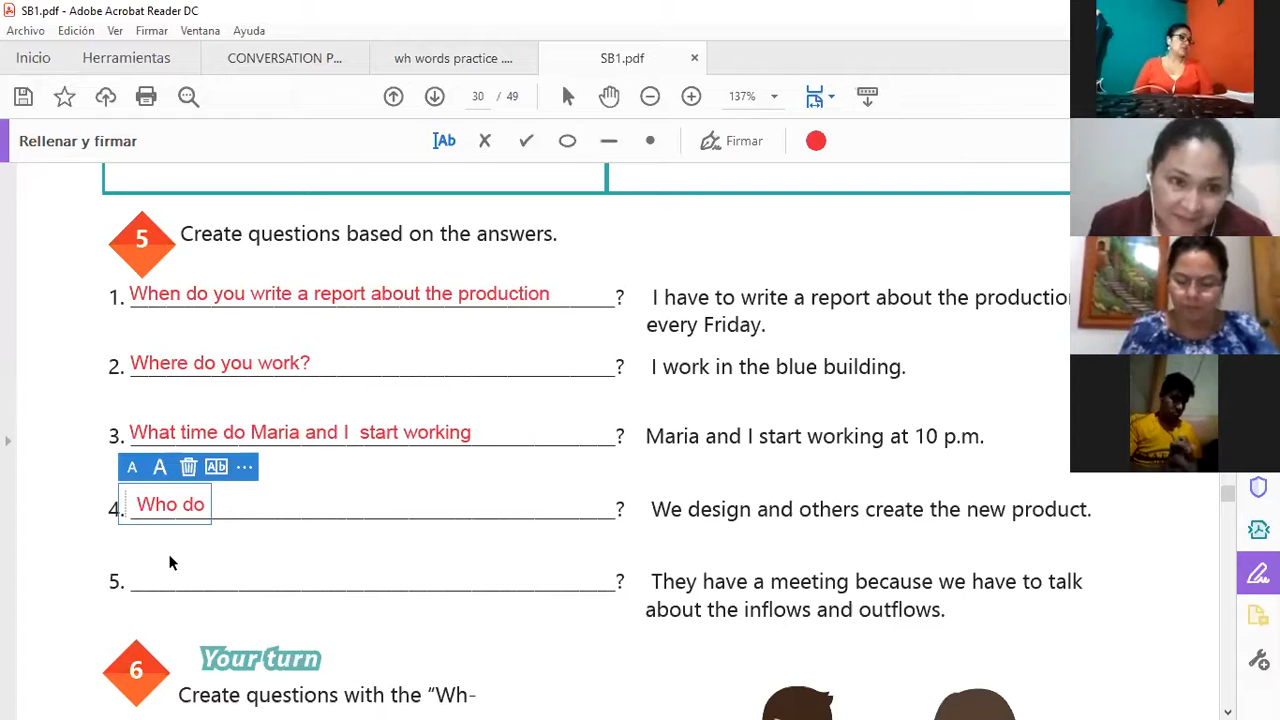 SB1.pdf - Adobe Acrobat Reader DC
Archivo Edición Ver Firmar Ventana Ayuda
Inicio Herramientas CONVERSATION P... wh words practice .... SB1.pdf ×
30 / 49 137%
Rellenar y firmar Ab Firmar
5 Create questions based on the answers.
1. When do you write a report about the production ? I have to write a report about the production
every Friday.
2. Where do you work? ? I work in the blue building.
3. What time do Maria and I start working ? Maria and I start working at 10 p.m.
A A Ab ...
4. Who do ? We design and others create the new product.
5. ? They have a meeting because we have to talk
about the inflows and outflows.
6 Your turn
Create questions with the “Wh-